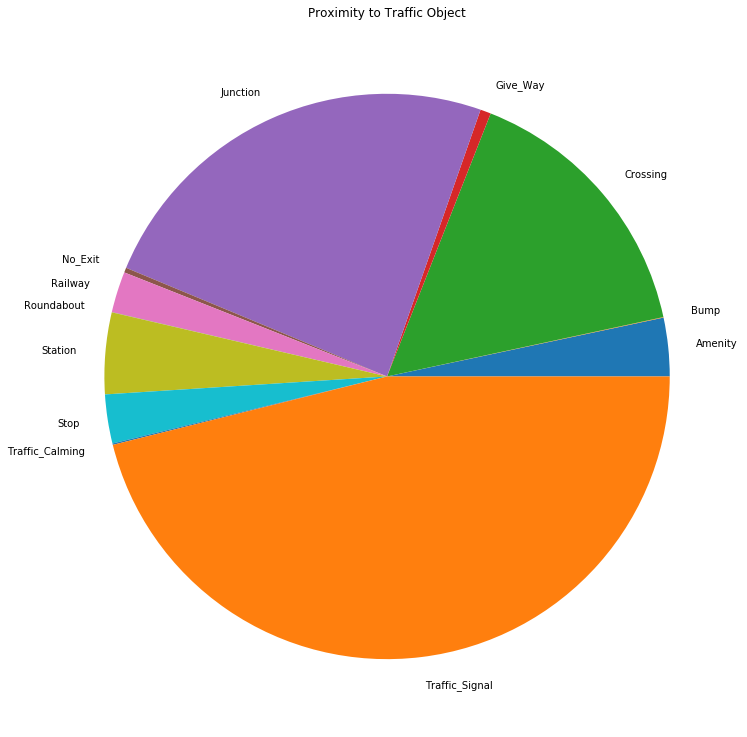 Proximity to Traffic Object
Give_Way
Junction
Crossing
No_Exit
Railway
Roundabout
Bump
Amenity
Station
Stop
Traffic_Calming
Traffic_Signal